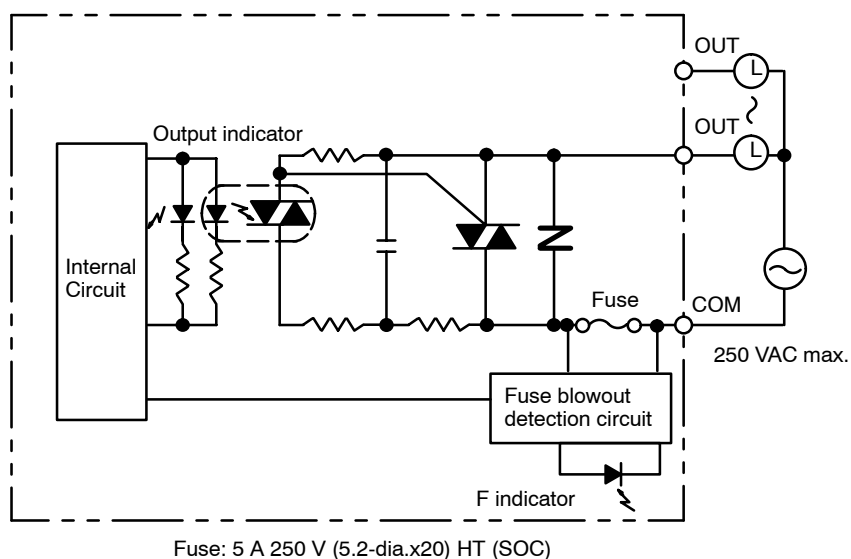 OUT
L
OUT
L
Output indicator
Internal
Circuit
Fuse
COM
250 VAC max.
Fuse blowout
detection circuit
F indicator
Fuse: 5 A 250 V (5.2-dia.x20) HT (SOC)